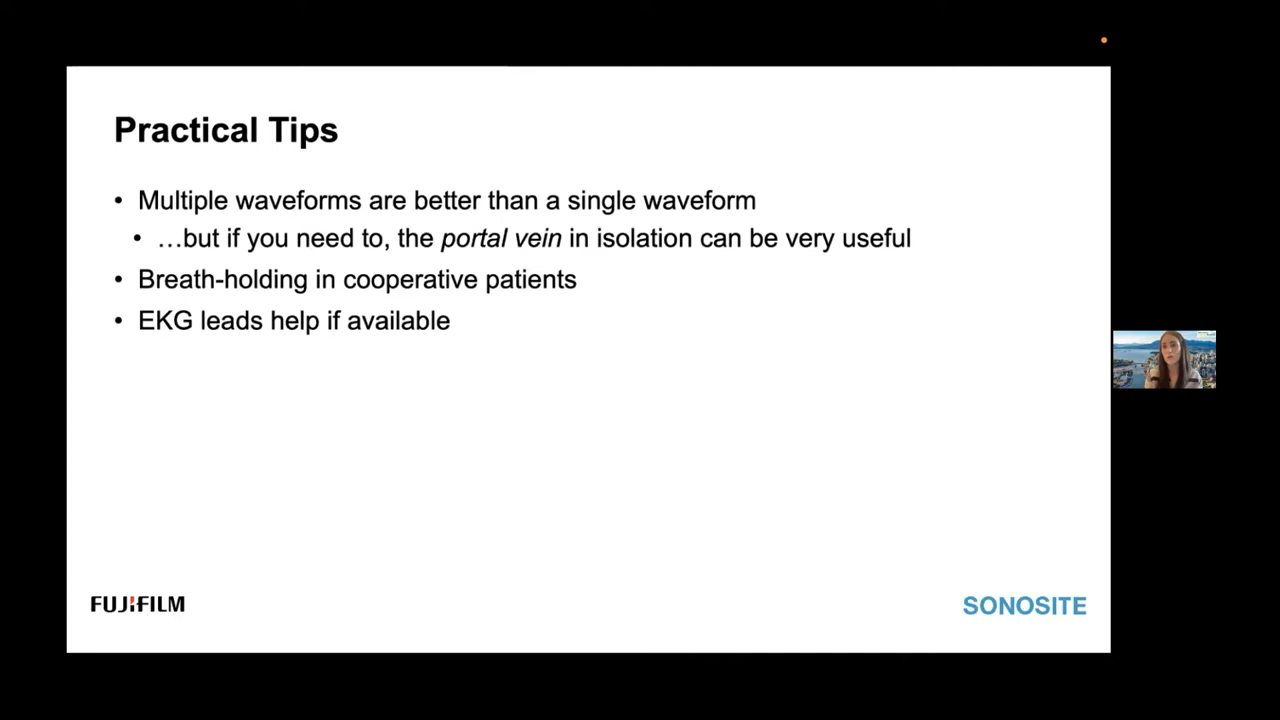 Practical Tips
• Multiple waveforms are better than a single waveform
• …but if you need to, the portal vein in isolation can be very useful
• Breath-holding in cooperative patients
• EKG leads help if available
FUJIFILM
SONOSITE